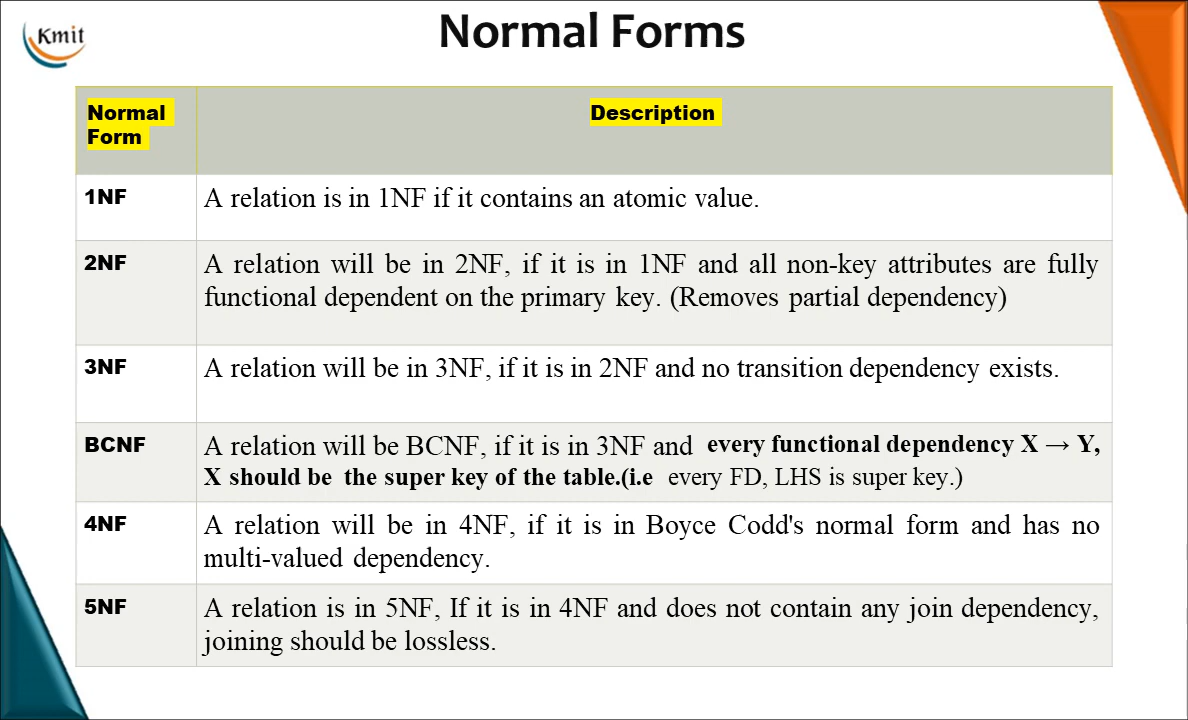 Kmit
Normal Forms
Normal
Form
Description
1NF
A relation is in 1NF if it contains an atomic value.
2NF
A relation will be in 2NF, if it is in 1NF and all non-key attributes are fully
functional dependent on the primary key. (Removes partial dependency)
3NF
A relation will be in 3NF, if it is in 2NF and no transition dependency exists.
BCNF
A relation will be BCNF, if it is in 3NF and every functional dependency X → Y,
X should be the super key of the table.(i.e every FD, LHS is super key.)
4NF
A relation will be in 4NF, if it is in Boyce Codd's normal form and has no
multi-valued dependency.
5NF
A relation is in 5NF, If it is in 4NF and does not contain any join dependency,
joining should be lossless.